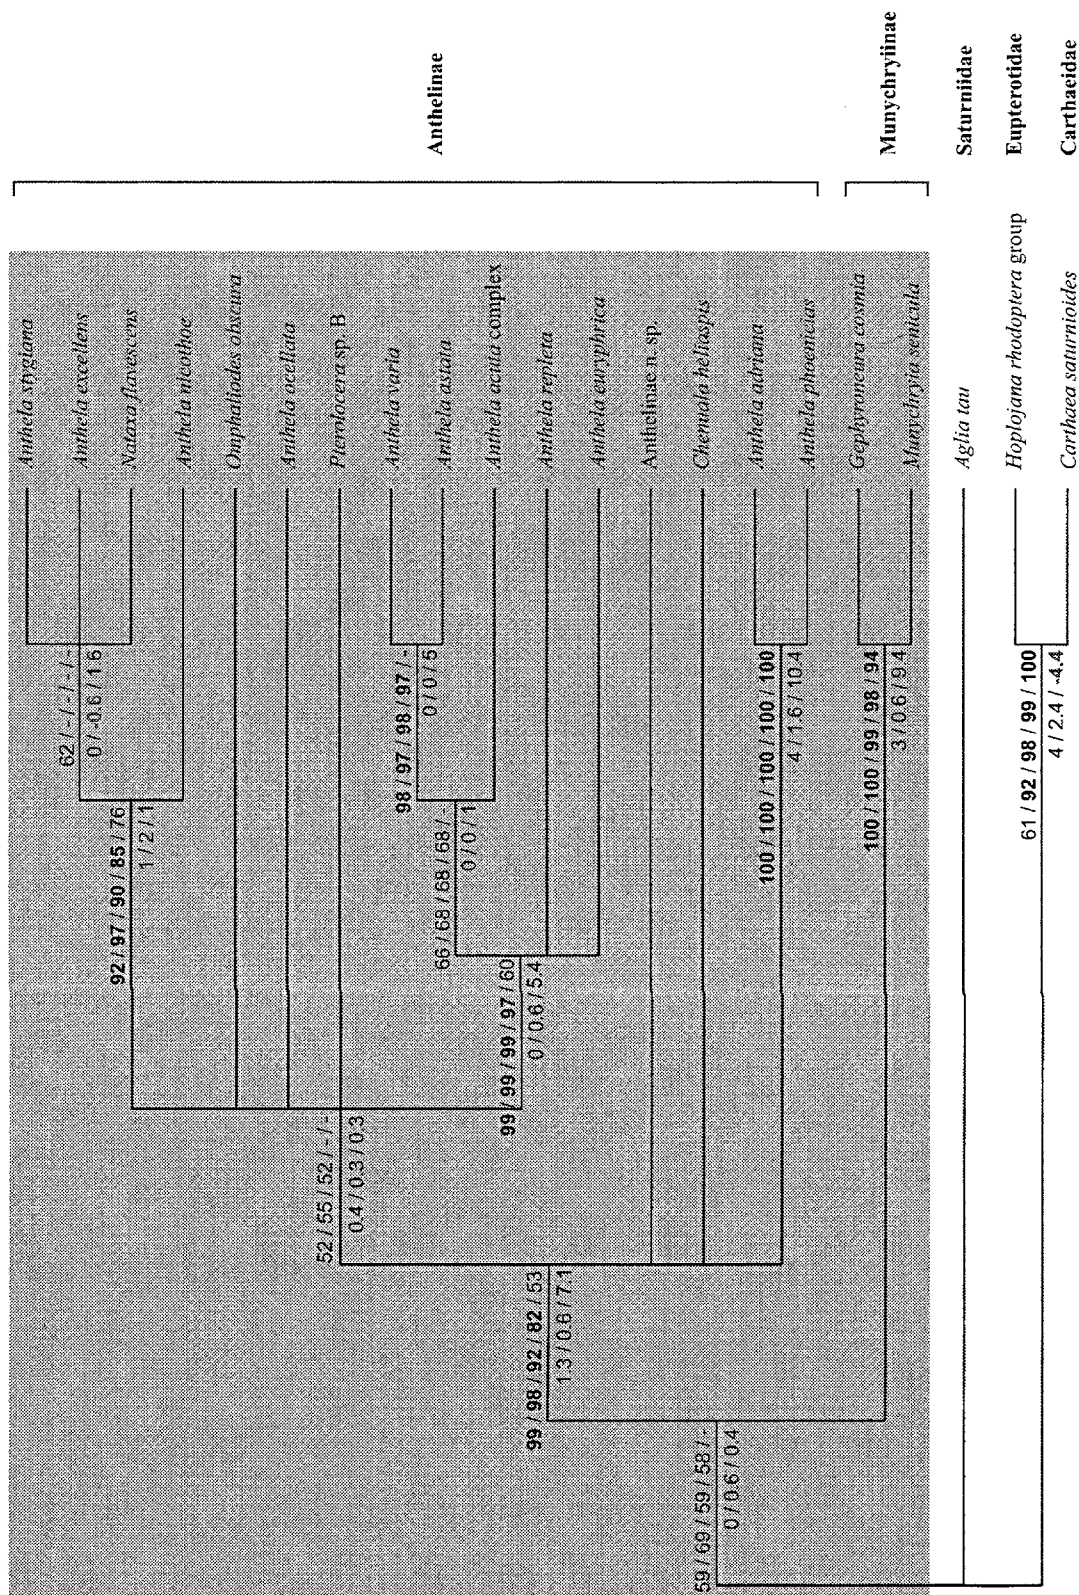 Anthelinae
Munychryiinae
Saturniidae
Eupterotidae
Carthaeidae
Anthela stygiana
Anthela excellens
Nataxa flavescens
Anthela nicothoe
Omphaliodes obscura
Anthela ocellata
Pterolocera sp. B
Anthela varia
Anthela astata
Anthela acuta complex
Anthela repleta
Anthela euryphrica
Anthelinae n. sp.
Chenuala heliaspis
Anthela adriana
Anthela phoenicias
Gephyroneura cosmia
Munychryia senicula
Aglia tau
Hoplojana rhodoptera group
Carthaea saturnioides
62 / - / - / - / -
0 / -0.6 / 1.6
92 / 97 / 90 / 85 / 76
1 / 2 / 1
98 / 97 / 98 / 97 / -
0 / 0 / 5
66 / 68 / 68 / 68 / -
0 / 0 / 1
99 / 99 / 99 / 97 / 60
0 / 0.6 / 5.4
52 / 55 / 52 / - / -
0.4 / 0.3 / 0.3
100 / 100 / 100 / 100 / 100
4 / 1.6 / 10.4
99 / 98 / 92 / 82 / 53
1.3 / 0.6 / 7.1
100 / 100 / 99 / 98 / 94
3 / 0.6 / 9.4
59 / 69 / 59 / 58 / -
0 / 0.6 / 0.4
61 / 92 / 98 / 99 / 100
4 / 2.4 / -4.4